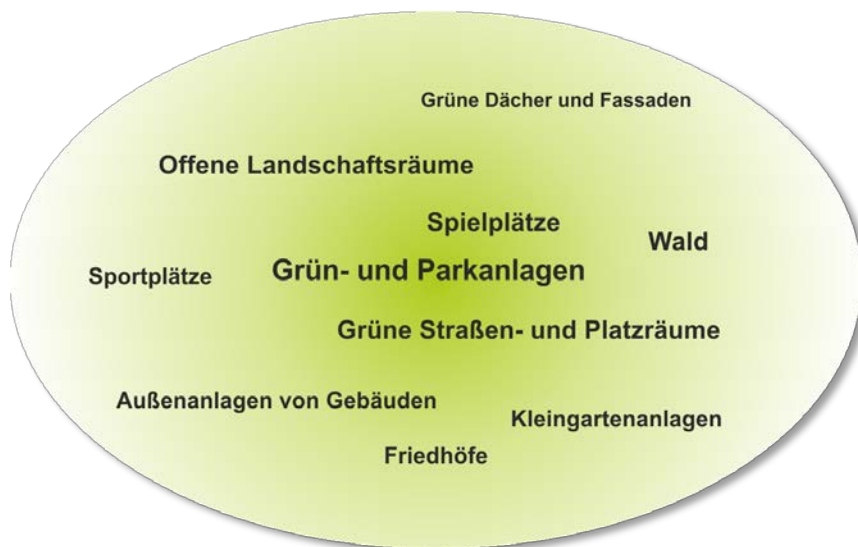 Grüne Dächer und Fassaden
Offene Landschaftsräume
Spielplätze
Wald
Grün- und Parkanlagen
Sportplätze
Grüne Straßen- und Platzräume
Außenanlagen von Gebäuden
Kleingartenanlagen
Friedhöfe